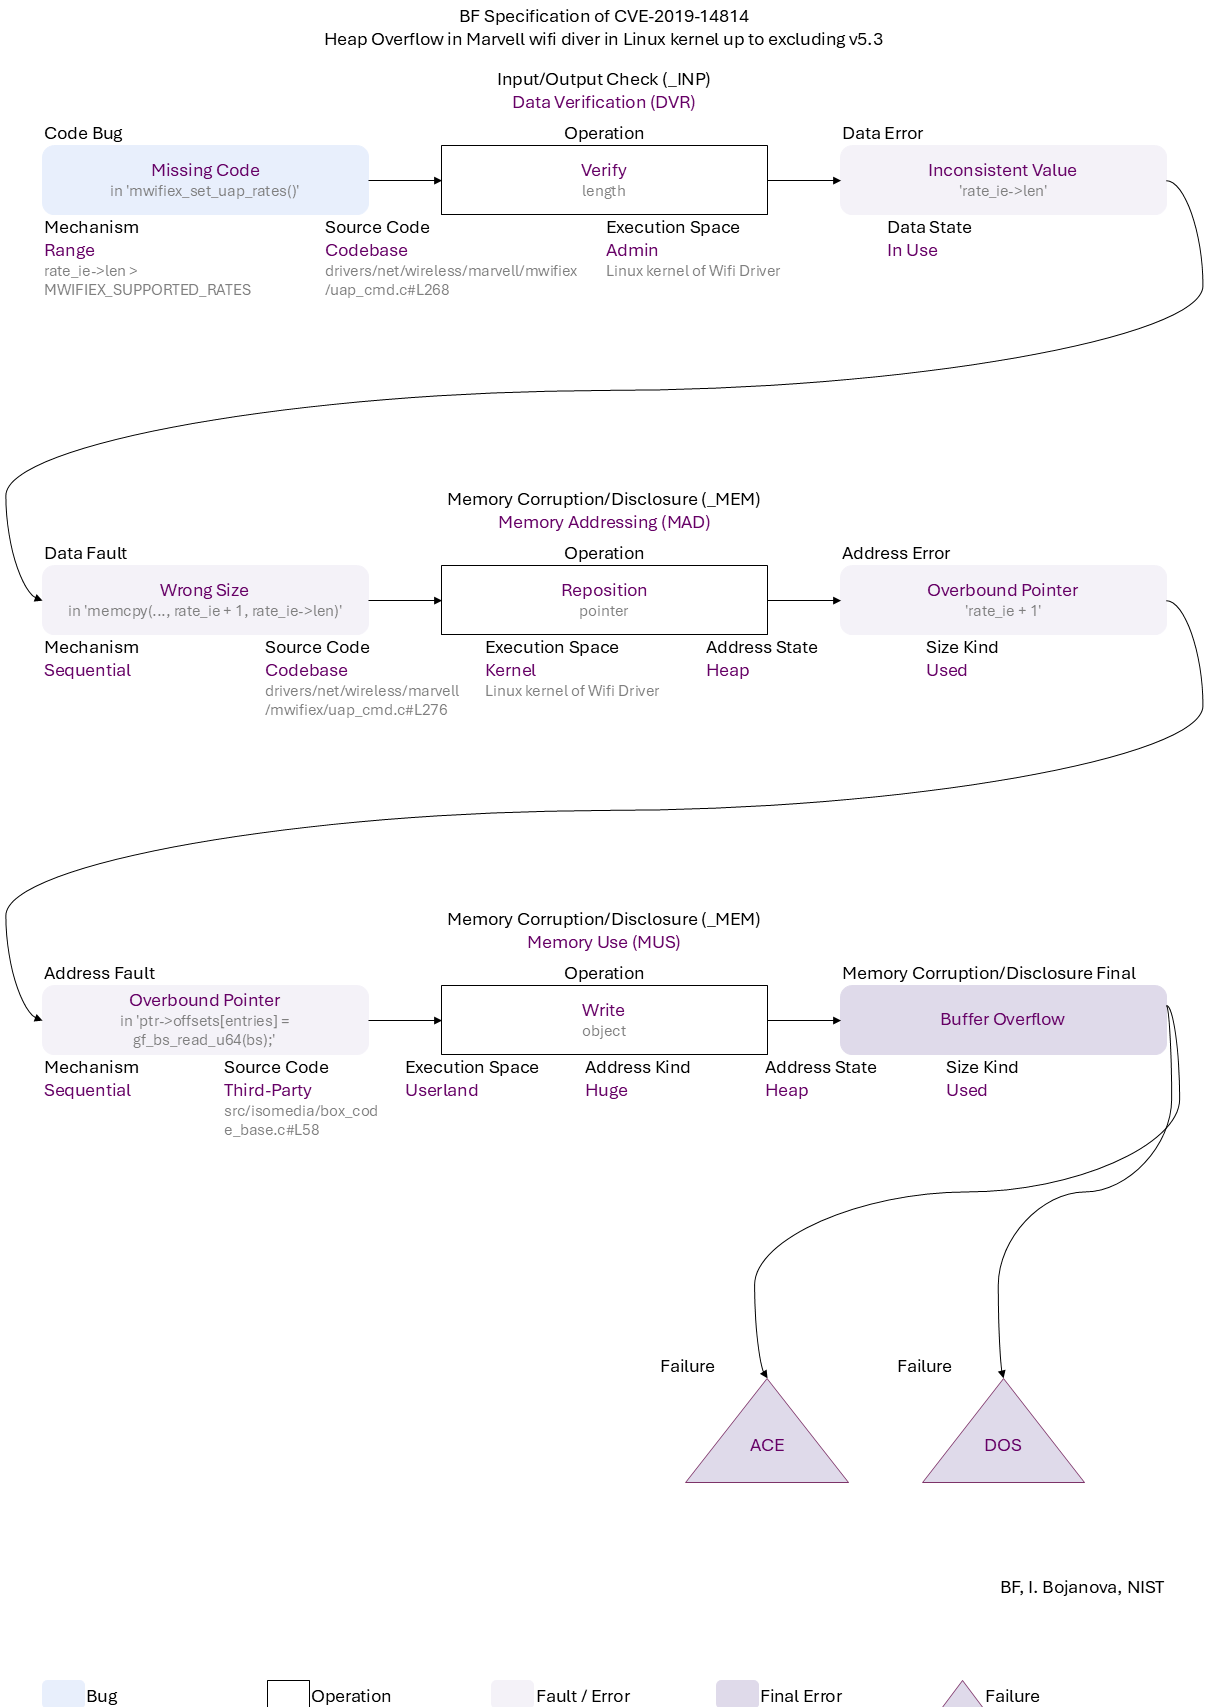 BF Specification of CVE-2019-14814
Heap Overflow in Marvell wifi diver in Linux kernel up to excluding v5.3
Input/Output Check (_INP)
Data Verification (DVR)
Code Bug
Operation
Data Error
Missing Code
in 'mwifiex_set_uap_rates()'
Verify
length
Inconsistent Value
'rate_ie->len'
Mechanism
Range
rate_ie->len >
MWIFIEX_SUPPORTED_RATES
Source Code
Codebase
drivers/net/wireless/marvell/mwifiex
/uap_cmd.c#L268
Execution Space
Admin
Linux kernel of Wifi Driver
Data State
In Use
Memory Corruption/Disclosure (_MEM)
Memory Addressing (MAD)
Data Fault
Operation
Address Error
Wrong Size
in 'memcpy(..., rate_ie + 1, rate_ie->len)'
Reposition
pointer
Overbound Pointer
'rate_ie + 1'
Mechanism
Sequential
Source Code
Codebase
drivers/net/wireless/marvell
/mwifiex/uap_cmd.c#L276
Execution Space
Kernel
Linux kernel of Wifi Driver
Address State
Heap
Size Kind
Used
Memory Corruption/Disclosure (_MEM)
Memory Use (MUS)
Address Fault
Operation
Memory Corruption/Disclosure Final
Overbound Pointer
in 'ptr->offsets[entries] =
gf_bs_read_u64(bs);'
Write
object
Buffer Overflow
Mechanism
Sequential
Source Code
Third-Party
src/isomedia/box_cod
e_base.c#L58
Execution Space
Userland
Address Kind
Huge
Address State
Heap
Size Kind
Used
Failure
ACE
Failure
DOS
BF, I. Bojanova, NIST
Bug
Operation
Fault / Error
Final Error
Failure